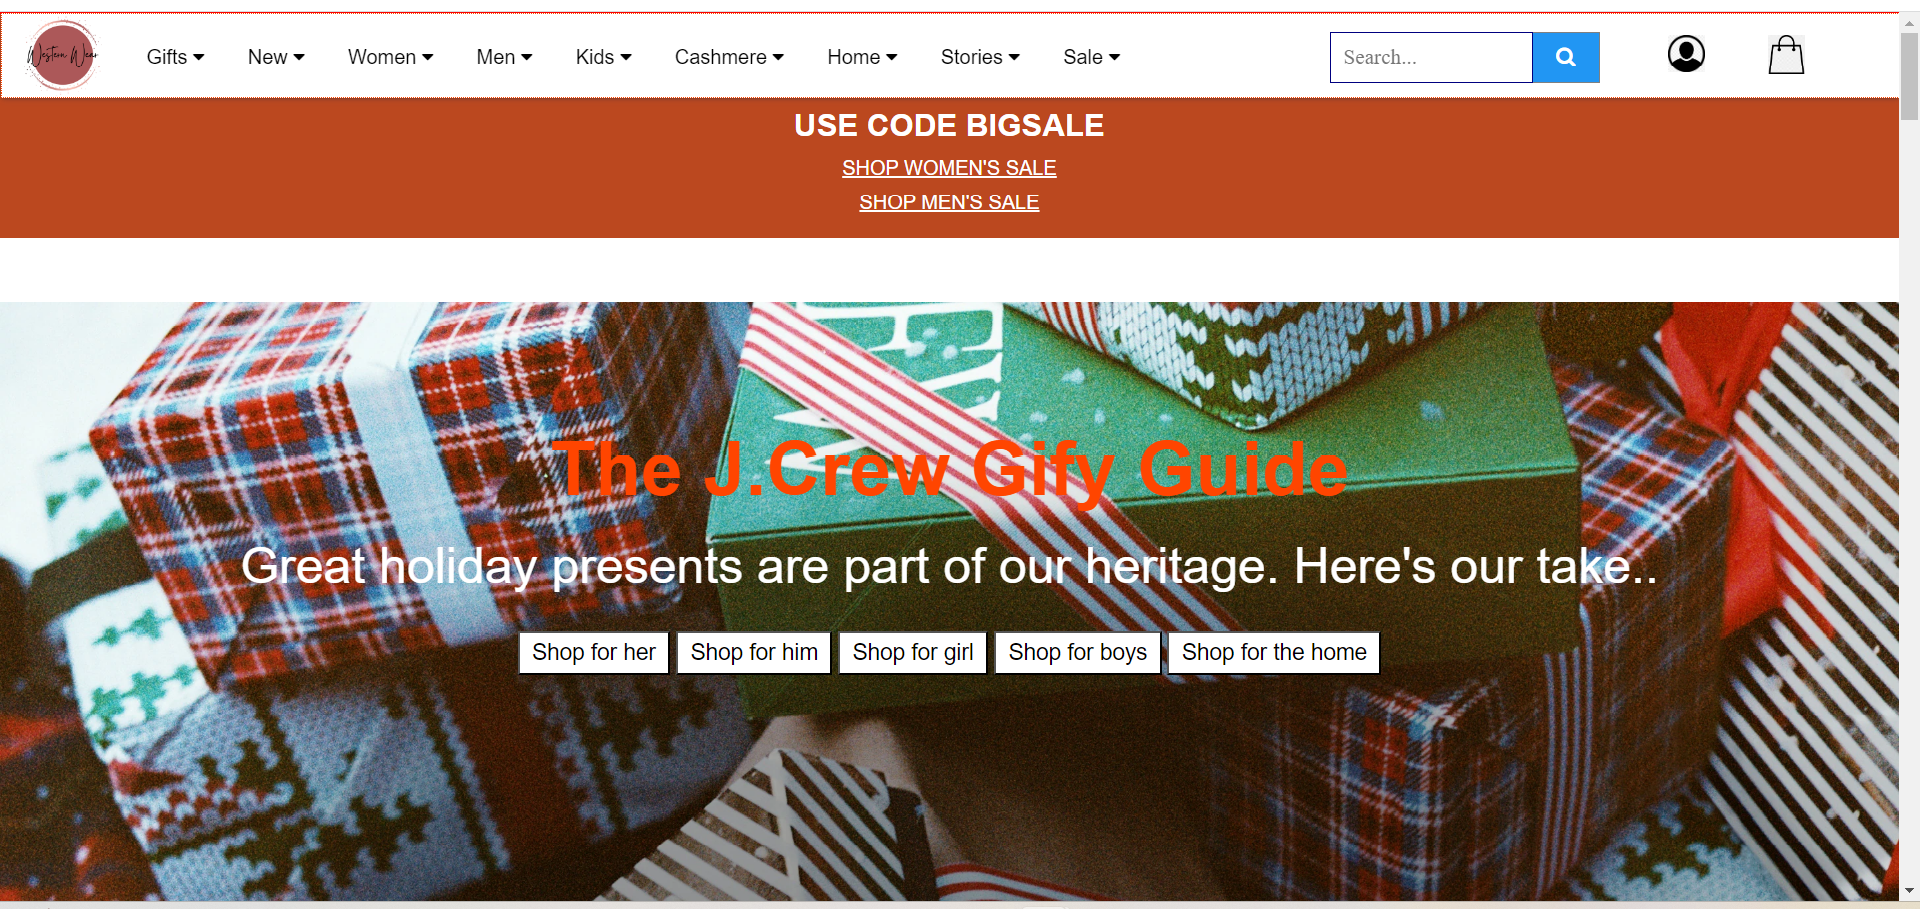 Western Wear
Gifts New Women Men Kids Cashmere Home Stories Sale Search...
USE CODE BIGSALE
SHOP WOMEN'S SALE
SHOP MEN'S SALE
The J.Crew Gify Guide
Great holiday presents are part of our heritage. Here's our take..
Shop for her Shop for him Shop for girl Shop for boys Shop for the home